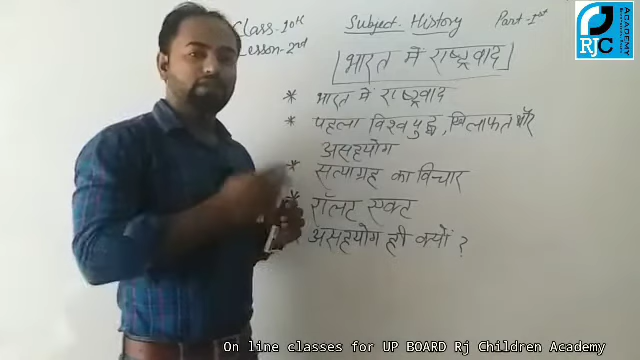 Class-10th Subject-History Part-1st
Lesson-2nd
भारत में राष्ट्रवाद
* भारत में राष्ट्रवाद
* पहला विश्व युद्ध, खिलाफत और
असहयोग
* सत्याग्रह का विचार
* रॉलट एक्ट
असहयोग ही क्यों ?
RJC
ACADEMY
On line classes for UP BOARD Rj Children Academy